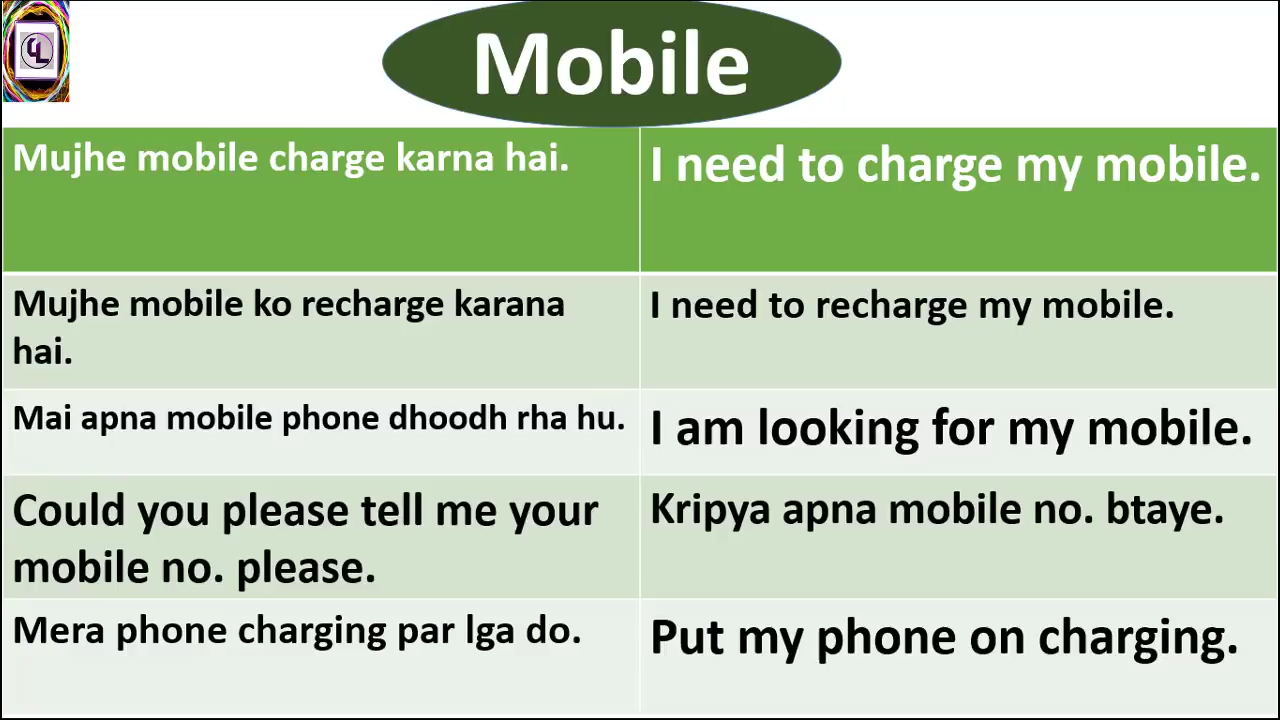 Mobile
Mujhe mobile charge karna hai.
I need to charge my mobile.
Mujhe mobile ko recharge karana
hai.
I need to recharge my mobile.
Mai apna mobile phone dhoodh rha hu.
I am looking for my mobile.
Could you please tell me your
mobile no. please.
Kripya apna mobile no. btaye.
Mera phone charging par lga do.
Put my phone on charging.